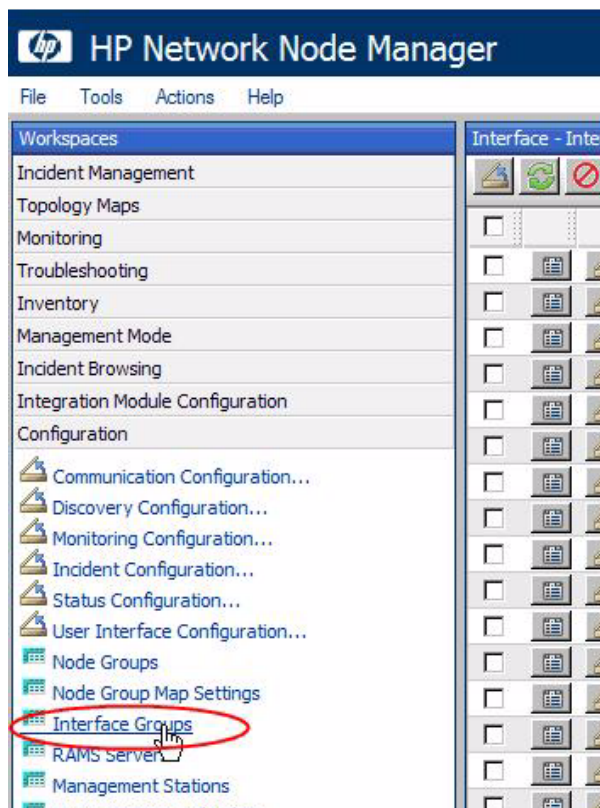 hp HP Network Node Manager
File Tools Actions Help
Workspaces
Incident Management
Topology Maps
Monitoring
Troubleshooting
Inventory
Management Mode
Incident Browsing
Integration Module Configuration
Configuration
Communication Configuration...
Discovery Configuration...
Monitoring Configuration...
Incident Configuration...
Status Configuration...
User Interface Configuration...
Node Groups
Node Group Map Settings
Interface Groups
RAMS Server
Management Stations
Interface - Inte